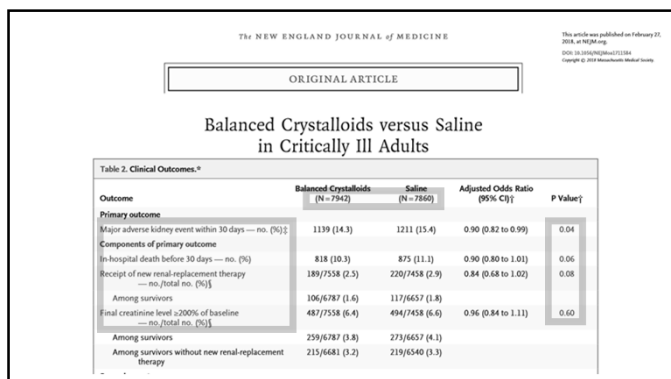 The NEW ENGLAND JOURNAL of MEDICINE
This article was published on February 27,
2018, at NEJM.org.
DOI: 10.1056/NEJMoa1711584
Copyright © 2018 Massachusetts Medical Society.
ORIGINAL ARTICLE
Balanced Crystalloids versus Saline
in Critically Ill Adults
Table 2. Clinical Outcomes.*
Outcome Balanced Crystalloids (N=7942) Saline (N=7860) Adjusted Odds Ratio (95% CI)† P Value†
Primary outcome
Major adverse kidney event within 30 days — no. (%)‡ 1139 (14.3) 1211 (15.4) 0.90 (0.82 to 0.99) 0.04
Components of primary outcome
In-hospital death before 30 days — no. (%) 818 (10.3) 875 (11.1) 0.90 (0.80 to 1.01) 0.06
Receipt of new renal-replacement therapy 189/7558 (2.5) 220/7458 (2.9) 0.84 (0.68 to 1.02) 0.08
— no./total no. (%)§
Among survivors 106/6787 (1.6) 117/6657 (1.8)
Final creatinine level ≥200% of baseline 487/7558 (6.4) 494/7458 (6.6) 0.96 (0.84 to 1.11) 0.60
— no./total no. (%)¶
Among survivors 259/6787 (3.8) 273/6657 (4.1)
Among survivors without new renal-replacement 215/6681 (3.2) 219/6540 (3.3)
therapy